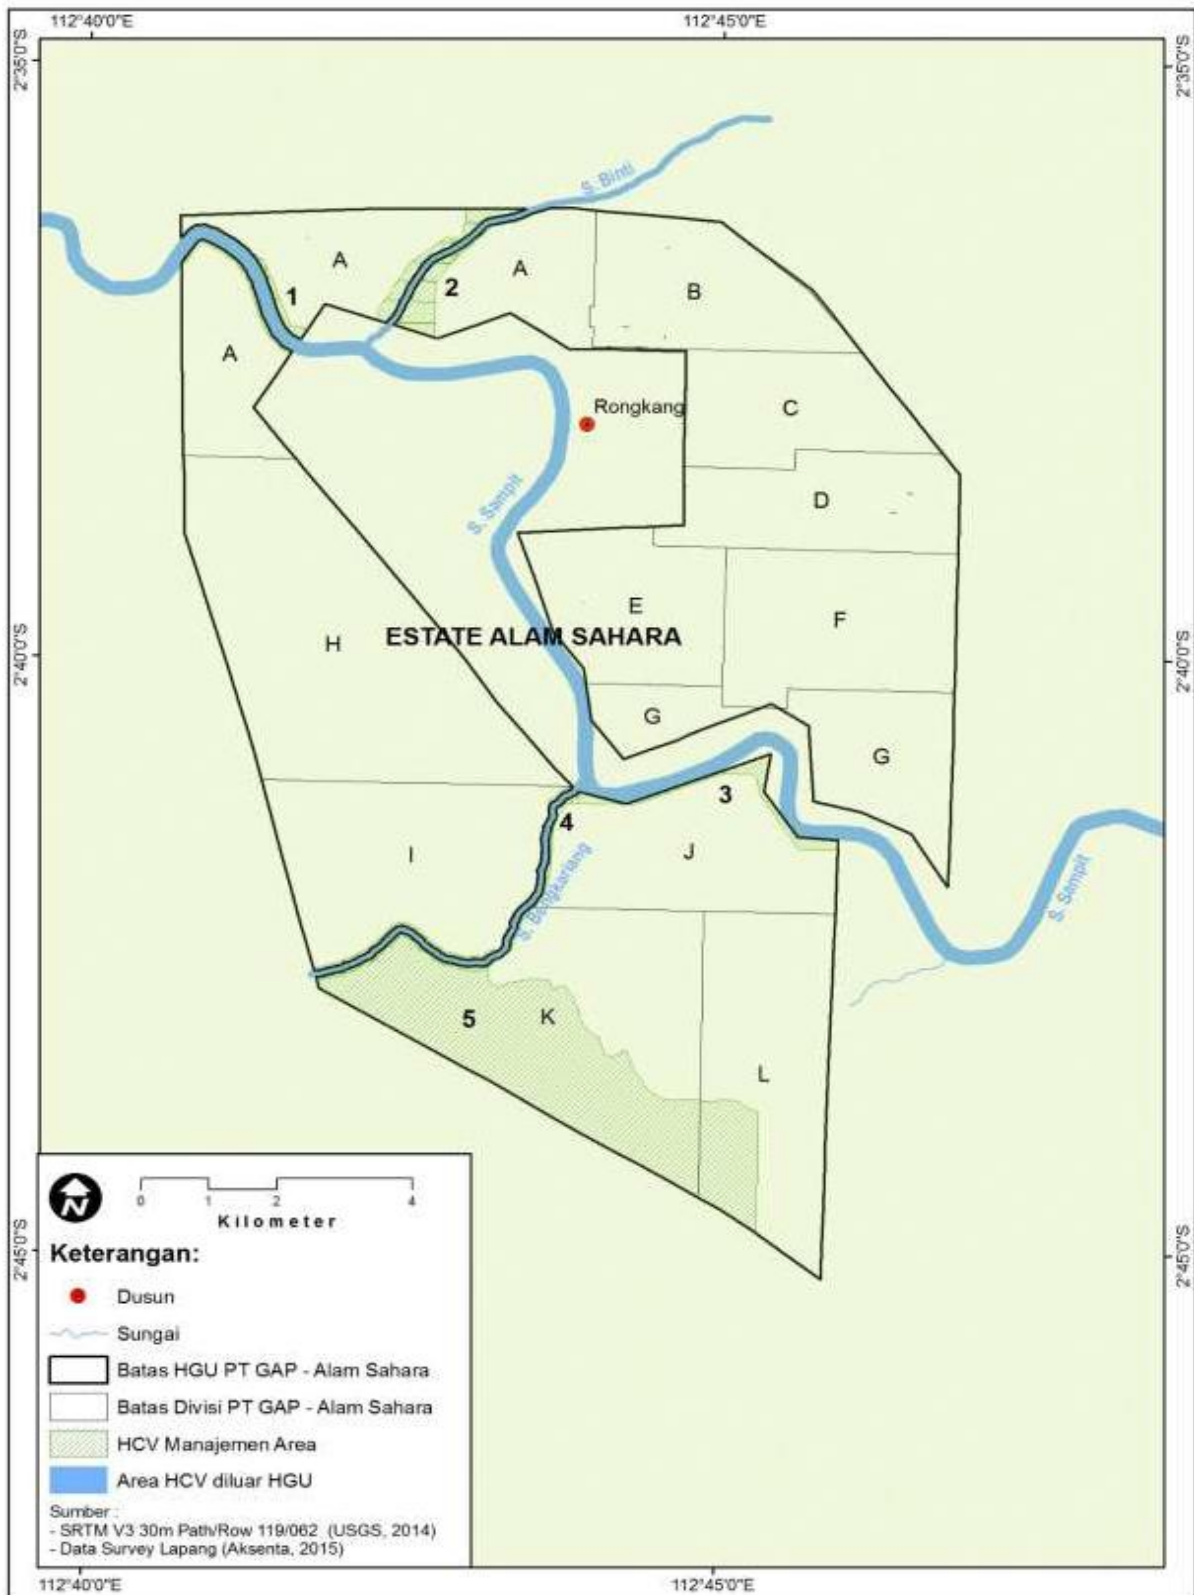 112°40'0"E 112°45'0"E
2°35'0"S 2°35'0"S
S. Binti
A
A
2
B
1
A
Rongkang
C
S. Sampit
D
E
F
ESTATE ALAM SAHARA
H
2°40'0"S 2°40'0"S
G
G
3
4
J
I
S. Bengkariang
S. Sampit
5
K
L
N
0 1 2 4
Kilometer
2°45'0"S 2°45'0"S
Keterangan:
Dusun
Sungai
Batas HGU PT GAP - Alam Sahara
Batas Divisi PT GAP - Alam Sahara
HCV Manajemen Area
Area HCV diluar HGU
Sumber :
- SRTM V3 30m Path/Row 119/062 (USGS, 2014)
- Data Survey Lapang (Aksenta, 2015)
112°40'0"E 112°45'0"E